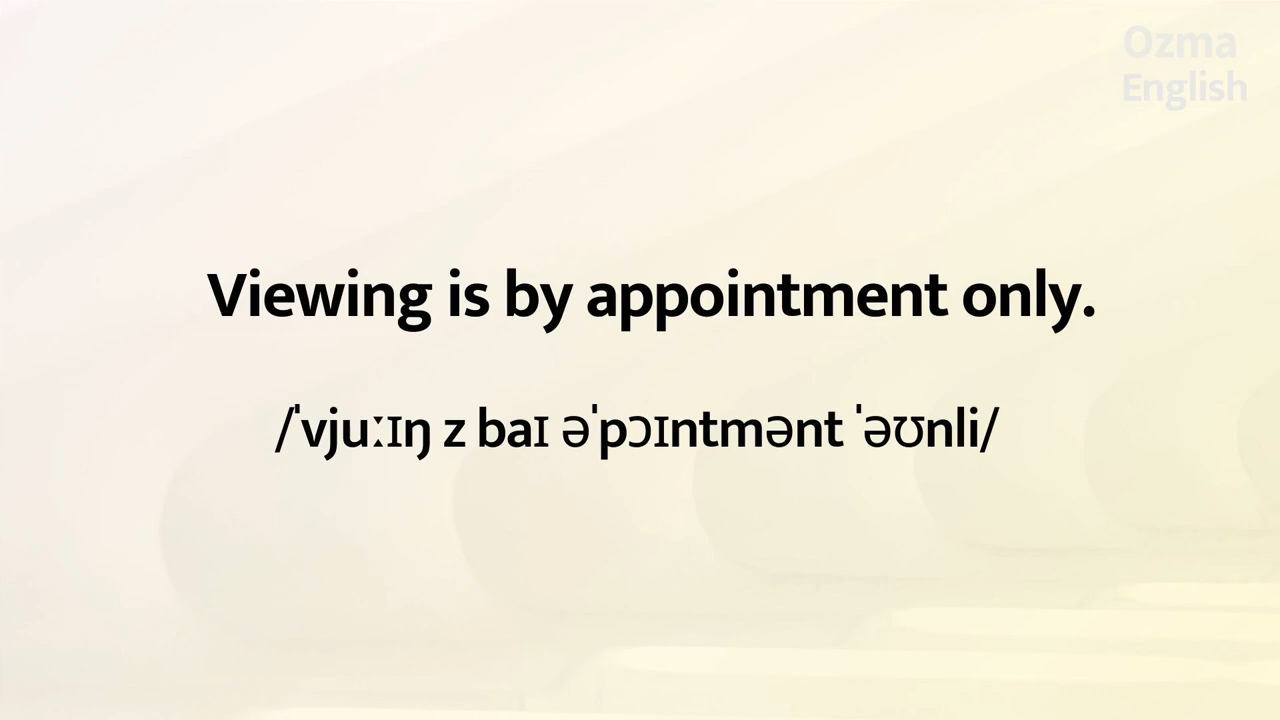 Ozma
English
Viewing is by appointment only.
/ˈvjuːɪŋ z baɪ əˈpɔɪntmənt ˈəʊnli/